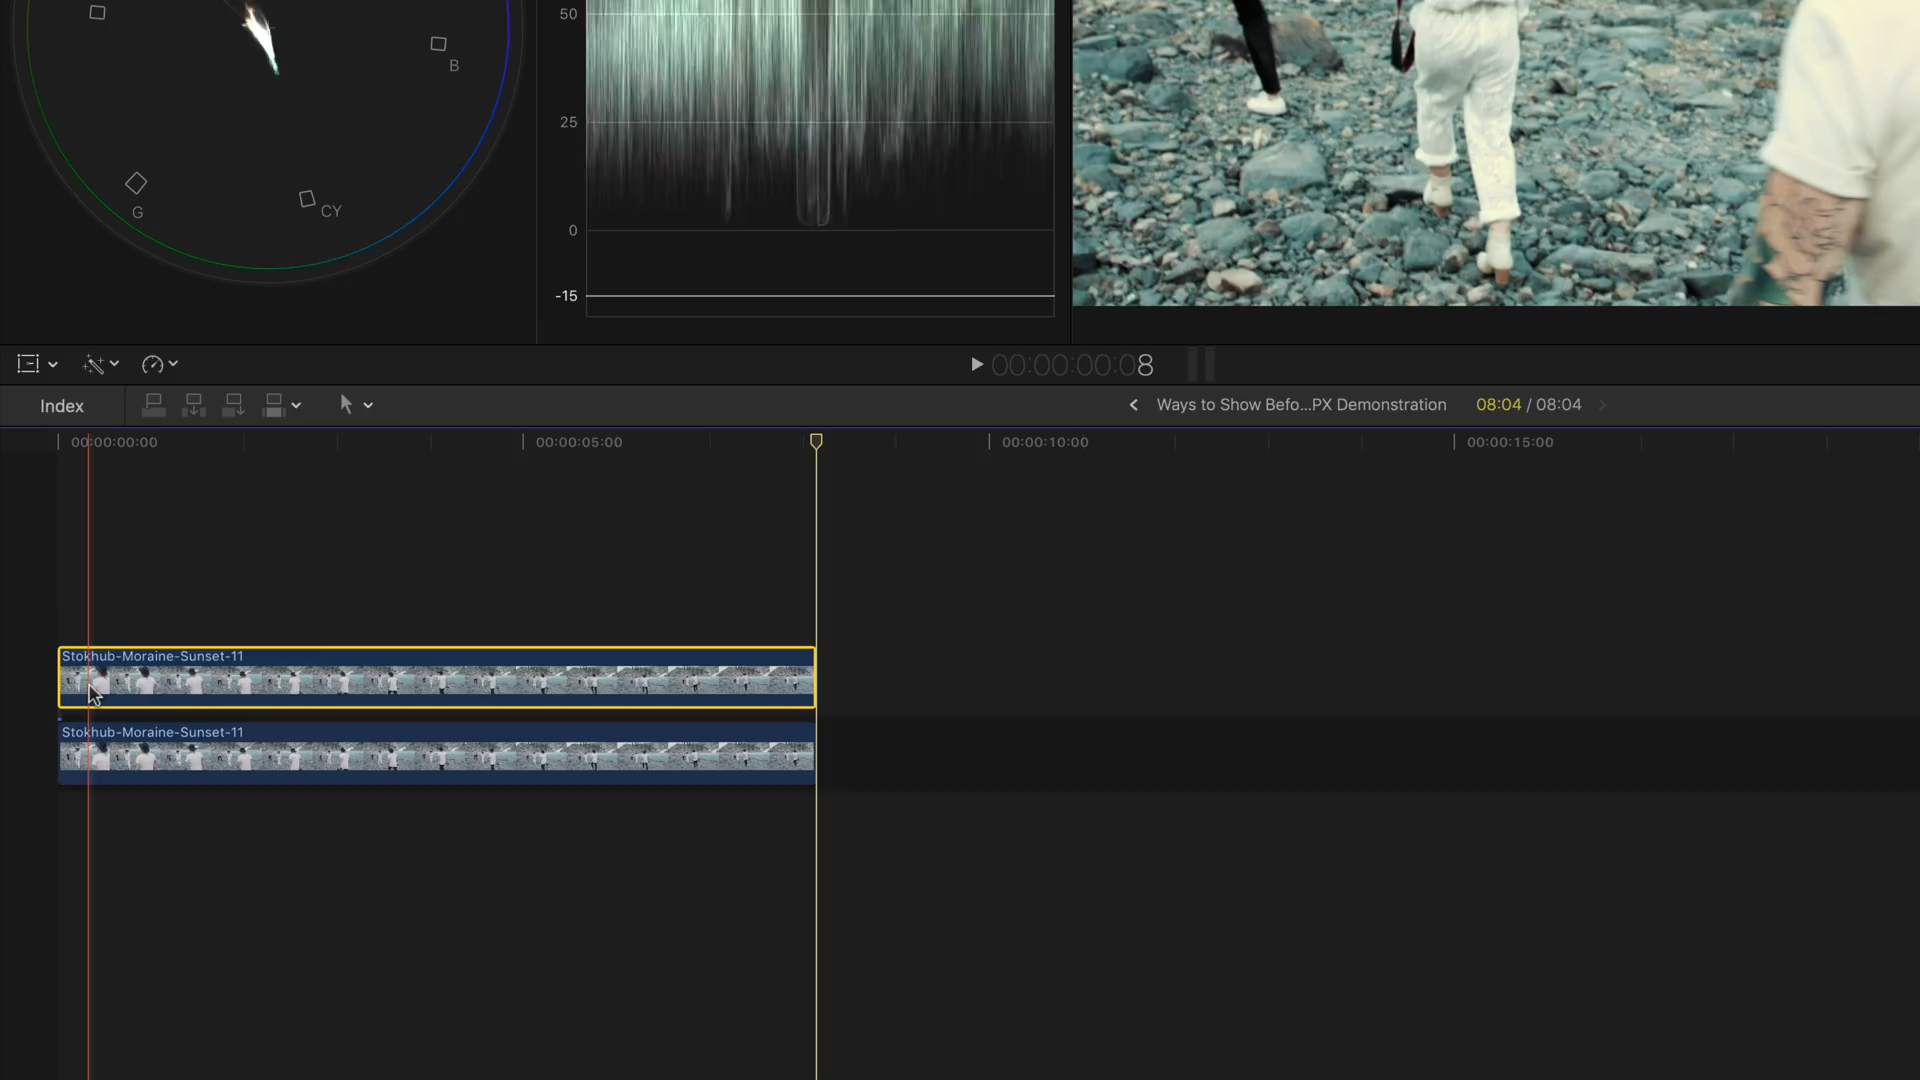 B
G
CY
50
25
0
-15
00:00:00:08
Index
Ways to Show Befo...PX Demonstration
08:04 / 08:04
00:00:00:00
00:00:05:00
00:00:10:00
00:00:15:00
Stokhub-Moraine-Sunset-11
Stokhub-Moraine-Sunset-11